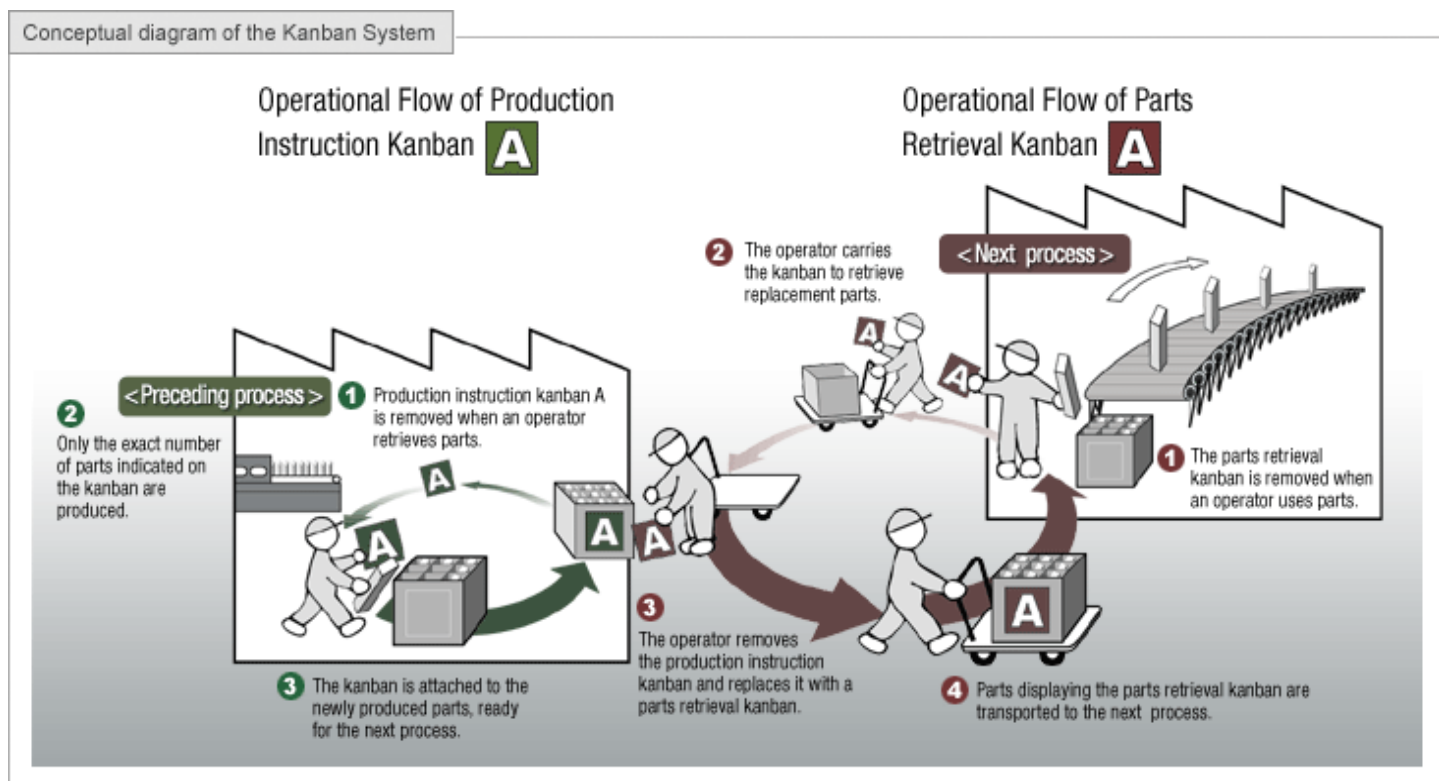 Conceptual diagram of the Kanban System
Operational Flow of Production
Instruction Kanban A
Operational Flow of Parts
Retrieval Kanban A
<Preceding process>
1 Production instruction kanban A
is removed when an operator
retrieves parts.
2
Only the exact number
of parts indicated on
the kanban are
produced.
A
A
A
3 The kanban is attached to the
newly produced parts, ready
for the next process.
<Next process>
1 The parts retrieval
kanban is removed when
an operator uses parts.
2 The operator carries
the kanban to retrieve
replacement parts.
A
A
A
3
The operator removes
the production instruction
kanban and replaces it with a
parts retrieval kanban.
A
4 Parts displaying the parts retrieval kanban are
transported to the next process.